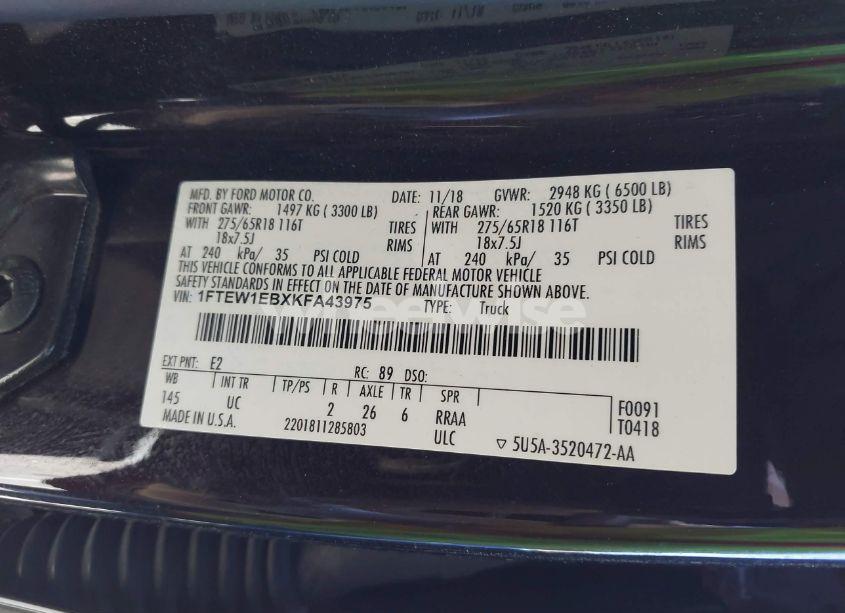 MFD. BY FORD MOTOR CO. DATE: 11/18 GVWR: 2948 KG ( 6500 LB)
FRONT GAWR: 1497 KG ( 3300 LB) REAR GAWR: 1520 KG ( 3350 LB)
WITH 275/65R18 116T TIRES WITH 275/65R18 116T TIRES
18x7.5J RIMS 18x7.5J RIMS
AT 240 kPa/ 35 PSI COLD AT 240 kPa/ 35 PSI COLD
THIS VEHICLE CONFORMS TO ALL APPLICABLE FEDERAL MOTOR VEHICLE
SAFETY STANDARDS IN EFFECT ON THE DATE OF MANUFACTURE SHOWN ABOVE.
VIN: 1FTEW1EBXKFA43975 TYPE: Truck
EXT PNT: E2 RC: 89 DSO:
WB INT TR TP/PS R AXLE TR SPR
145 UC 2 26 6 RRAA F0091
MADE IN U.S.A. 2201811285803 ULC T0418
▽ 5U5A-3520472-AA